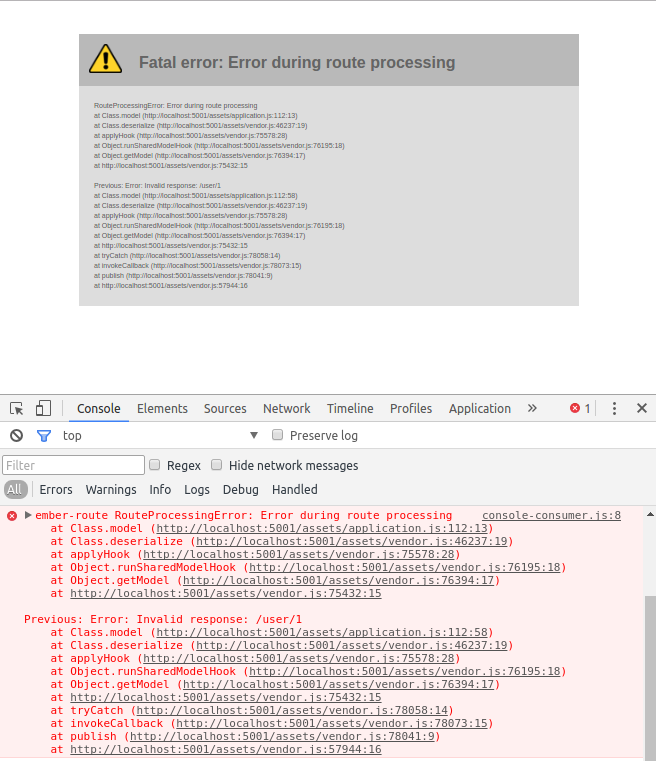 Fatal error: Error during route processing
RouteProcessingError: Error during route processing
at Class.model (http://localhost:5001/assets/application.js:112:13)
at Class.deserialize (http://localhost:5001/assets/vendor.js:46237:19)
at applyHook (http://localhost:5001/assets/vendor.js:75578:28)
at Object.runSharedModelHook (http://localhost:5001/assets/vendor.js:76195:18)
at Object.getModel (http://localhost:5001/assets/vendor.js:76394:17)
at http://localhost:5001/assets/vendor.js:75432:15
Previous: Error: Invalid response: /user/1
at Class.model (http://localhost:5001/assets/application.js:112:58)
at Class.deserialize (http://localhost:5001/assets/vendor.js:46237:19)
at applyHook (http://localhost:5001/assets/vendor.js:75578:28)
at Object.runSharedModelHook (http://localhost:5001/assets/vendor.js:76195:18)
at Object.getModel (http://localhost:5001/assets/vendor.js:76394:17)
at http://localhost:5001/assets/vendor.js:75432:15
at tryCatch (http://localhost:5001/assets/vendor.js:78058:14)
at invokeCallback (http://localhost:5001/assets/vendor.js:78073:15)
at publish (http://localhost:5001/assets/vendor.js:78041:9)
at http://localhost:5001/assets/vendor.js:57944:16
Console Elements Sources Network Timeline Profiles Application » 1
top Preserve log
Filter Regex Hide network messages
All Errors Warnings Info Logs Debug Handled
ember-route RouteProcessingError: Error during route processing console-consumer.js:8
at Class.model (http://localhost:5001/assets/application.js:112:13)
at Class.deserialize (http://localhost:5001/assets/vendor.js:46237:19)
at applyHook (http://localhost:5001/assets/vendor.js:75578:28)
at Object.runSharedModelHook (http://localhost:5001/assets/vendor.js:76195:18)
at Object.getModel (http://localhost:5001/assets/vendor.js:76394:17)
at http://localhost:5001/assets/vendor.js:75432:15
Previous: Error: Invalid response: /user/1
at Class.model (http://localhost:5001/assets/application.js:112:58)
at Class.deserialize (http://localhost:5001/assets/vendor.js:46237:19)
at applyHook (http://localhost:5001/assets/vendor.js:75578:28)
at Object.runSharedModelHook (http://localhost:5001/assets/vendor.js:76195:18)
at Object.getModel (http://localhost:5001/assets/vendor.js:76394:17)
at http://localhost:5001/assets/vendor.js:75432:15
at tryCatch (http://localhost:5001/assets/vendor.js:78058:14)
at invokeCallback (http://localhost:5001/assets/vendor.js:78073:15)
at publish (http://localhost:5001/assets/vendor.js:78041:9)
at http://localhost:5001/assets/vendor.js:57944:16